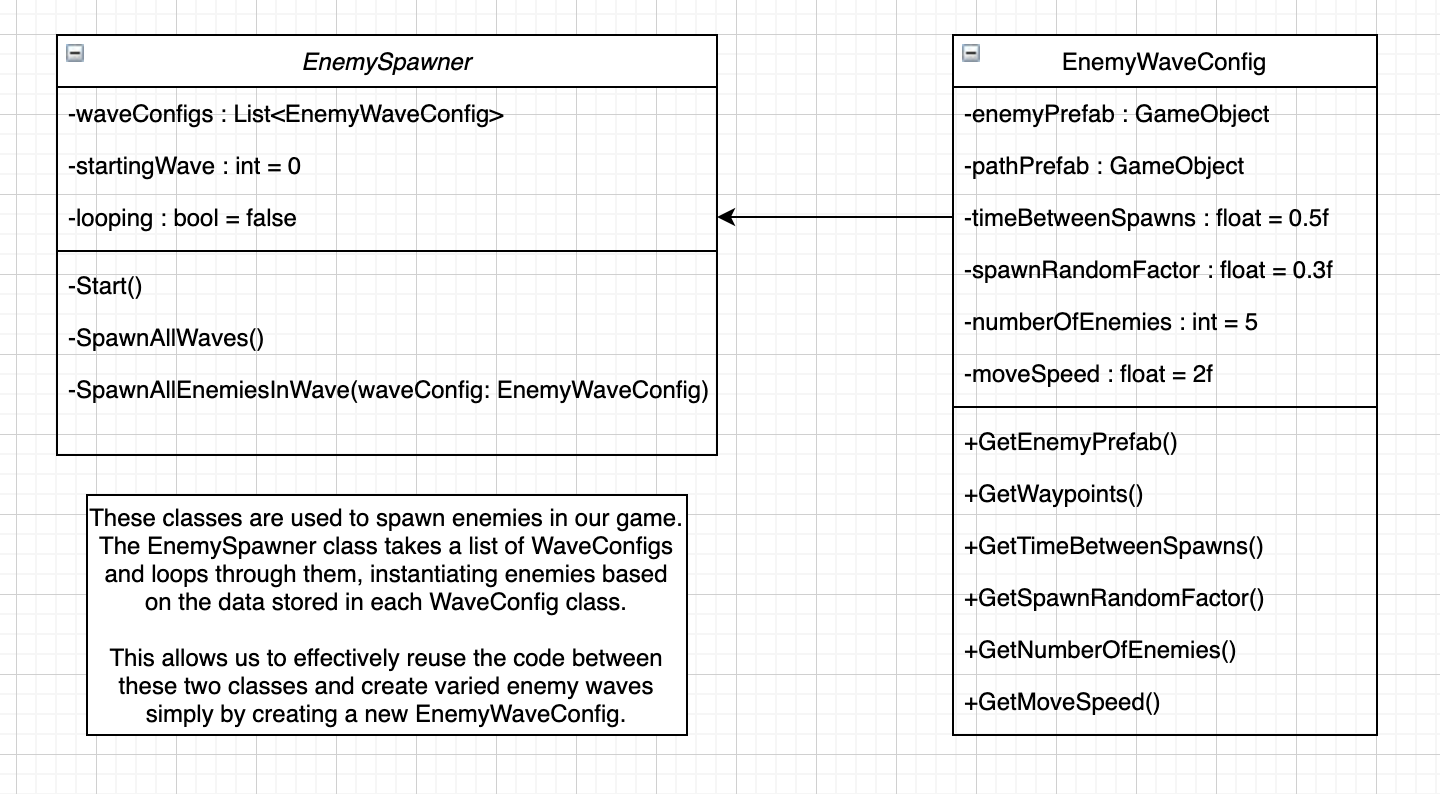 EnemySpawner
-waveConfigs : List<EnemyWaveConfig>
-startingWave : int = 0
-looping : bool = false
-Start()
-SpawnAllWaves()
-SpawnAllEnemiesInWave(waveConfig: EnemyWaveConfig)
These classes are used to spawn enemies in our game.
The EnemySpawner class takes a list of WaveConfigs
and loops through them, instantiating enemies based
on the data stored in each WaveConfig class.
This allows us to effectively reuse the code between
these two classes and create varied enemy waves
simply by creating a new EnemyWaveConfig.
EnemyWaveConfig
-enemyPrefab : GameObject
-pathPrefab : GameObject
-timeBetweenSpawns : float = 0.5f
-spawnRandomFactor : float = 0.3f
-numberOfEnemies : int = 5
-moveSpeed : float = 2f
+GetEnemyPrefab()
+GetWaypoints()
+GetTimeBetweenSpawns()
+GetSpawnRandomFactor()
+GetNumberOfEnemies()
+GetMoveSpeed()